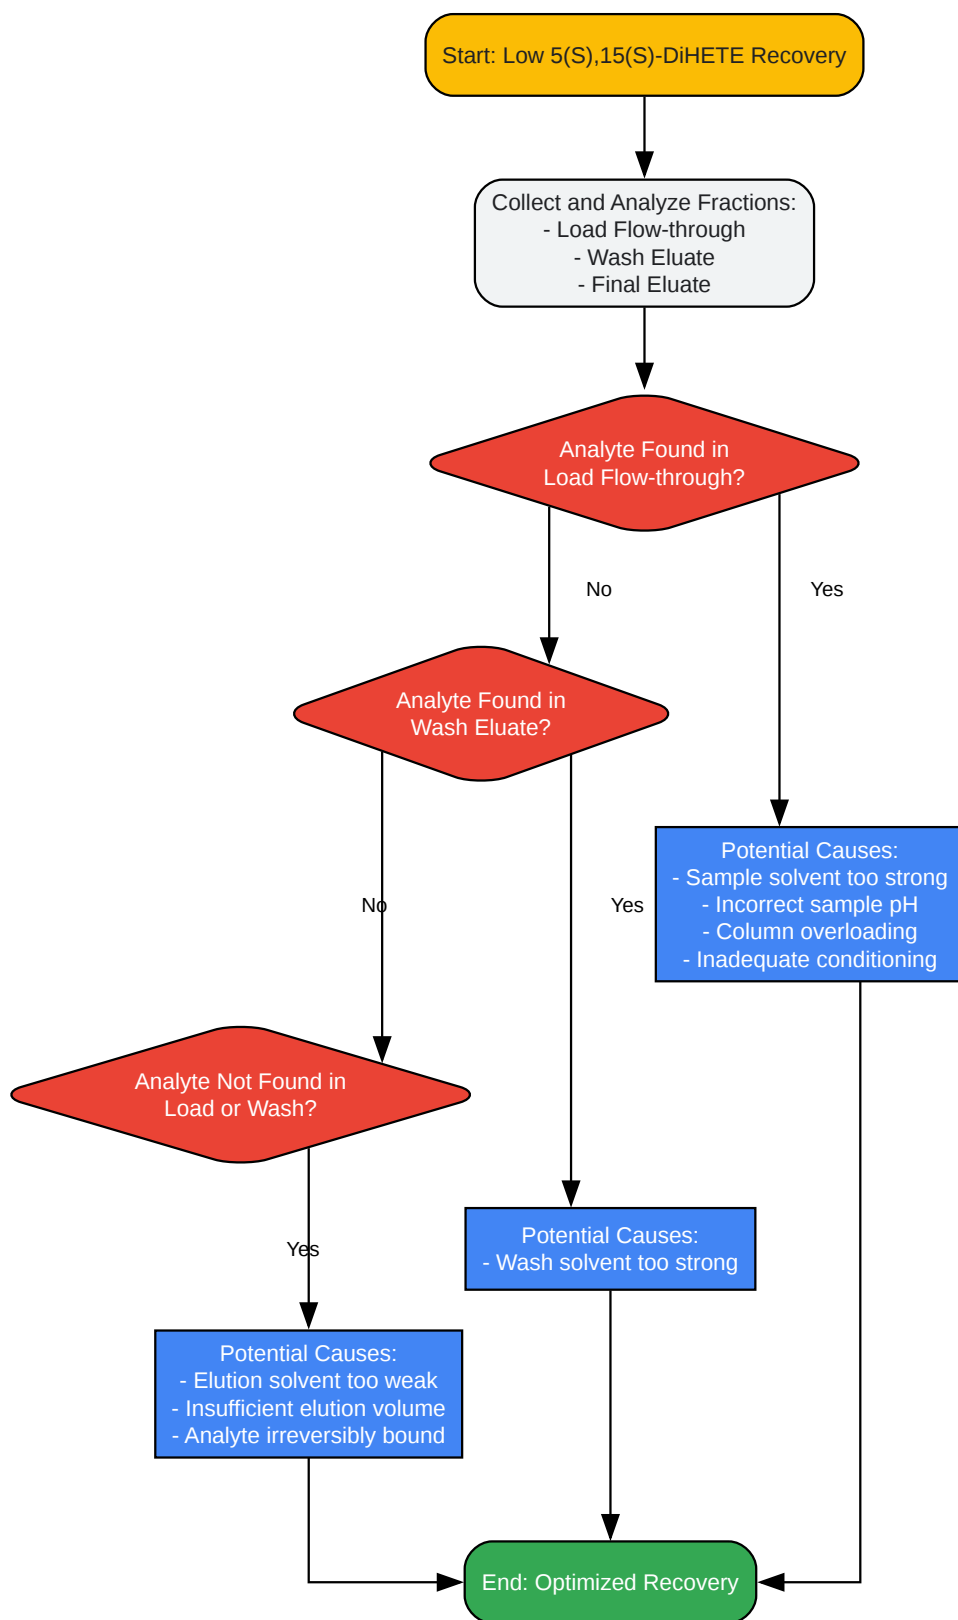 Start: Low 5(S),15(S)-DiHETE Recovery
Collect and Analyze Fractions:
- Load Flow-through
- Wash Eluate
- Final Eluate
Analyte Found in
Load Flow-through?
No
Yes
Analyte Found in
Wash Eluate?
Potential Causes:
- Sample solvent too strong
- Incorrect sample pH
- Column overloading
- Inadequate conditioning
No
Yes
Analyte Not Found in
Load or Wash?
Potential Causes:
- Wash solvent too strong
Yes
Potential Causes:
- Elution solvent too weak
- Insufficient elution volume
- Analyte irreversibly bound
End: Optimized Recovery